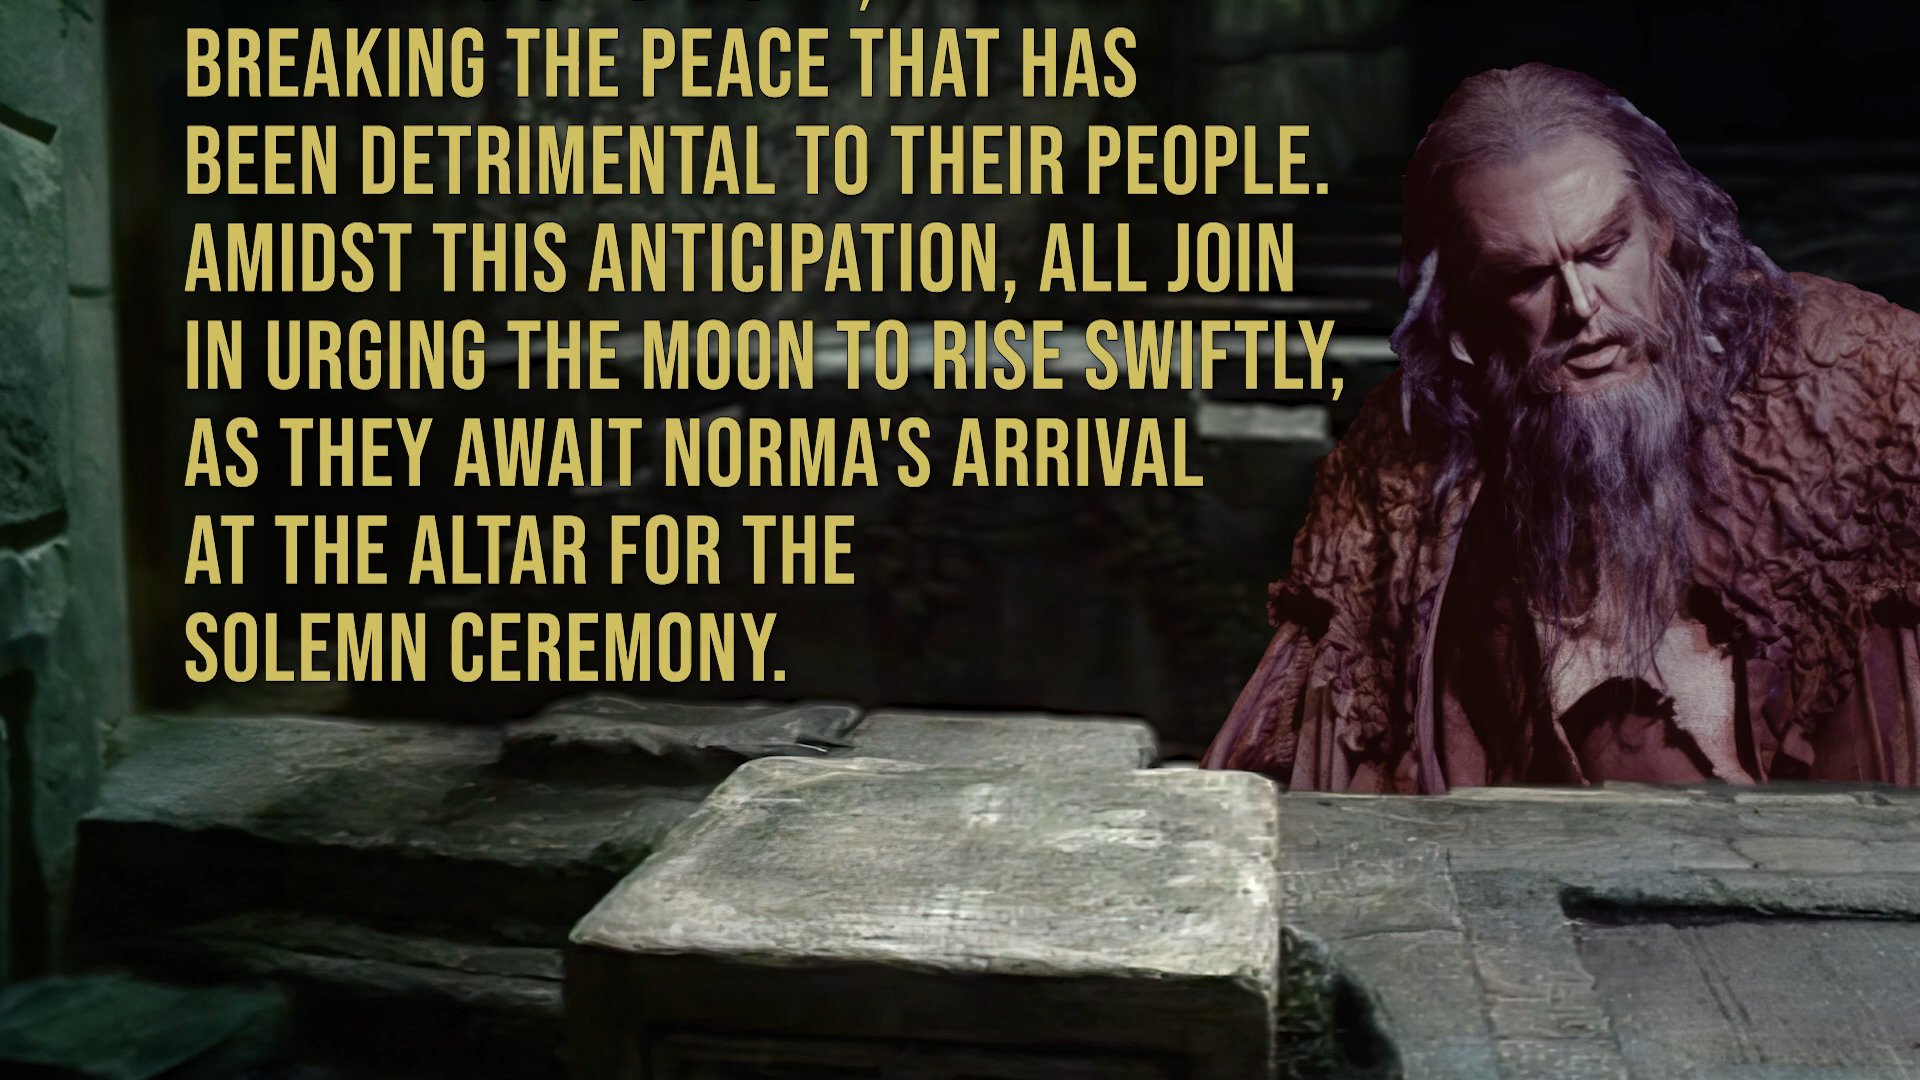 BREAKING THE PEACE THAT HAS
BEEN DETRIMENTAL TO THEIR PEOPLE.
AMIDST THIS ANTICIPATION, ALL JOIN
IN URGING THE MOON TO RISE SWIFTLY,
AS THEY AWAIT NORMA'S ARRIVAL
AT THE ALTAR FOR THE
SOLEMN CEREMONY.